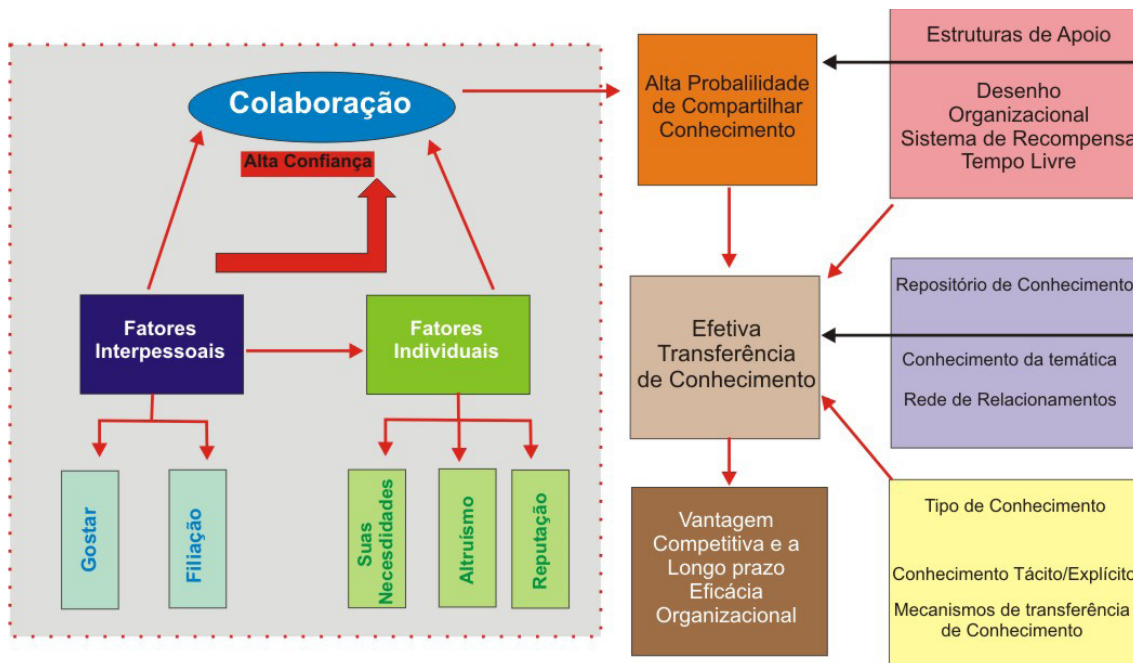 Colaboração
Alta Confiança
Fatores
Interpessoais
Fatores
Individuais
Gostar
Filiação
Suas
Necesdidades
Altruísmo
Reputação
Alta Probalilidade
de Compartilhar
Conhecimento
Efetiva
Transferência
de Conhecimento
Vantagem
Competitiva e a
Longo prazo
Eficácia
Organizacional
Estruturas de Apoio
Desenho
Organizacional
Sistema de Recompensa
Tempo Livre
Repositório de Conhecimento
Conhecimento da temática
Rede de Relacionamentos
Tipo de Conhecimento
Conhecimento Tácito/Explícito
Mecanismos de transferência
de Conhecimento